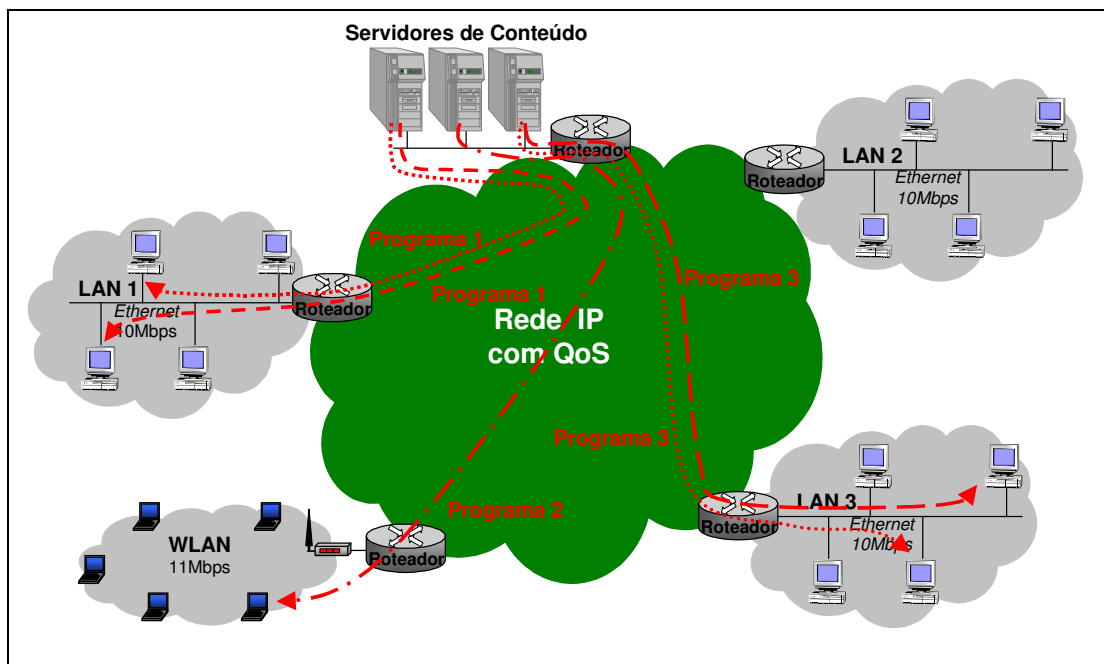 Servidores de Conteúdo
Roteador
LAN 2
Roteador
Ethernet
10Mbps
Programa 1
Programa 3
LAN 1
Programa 1
Ethernet
Roteador
10Mbps
Rede IP
com QoS
Programa 3
Programa 2
LAN 3
Roteador
Ethernet
10Mbps
WLAN
11Mbps
Roteador